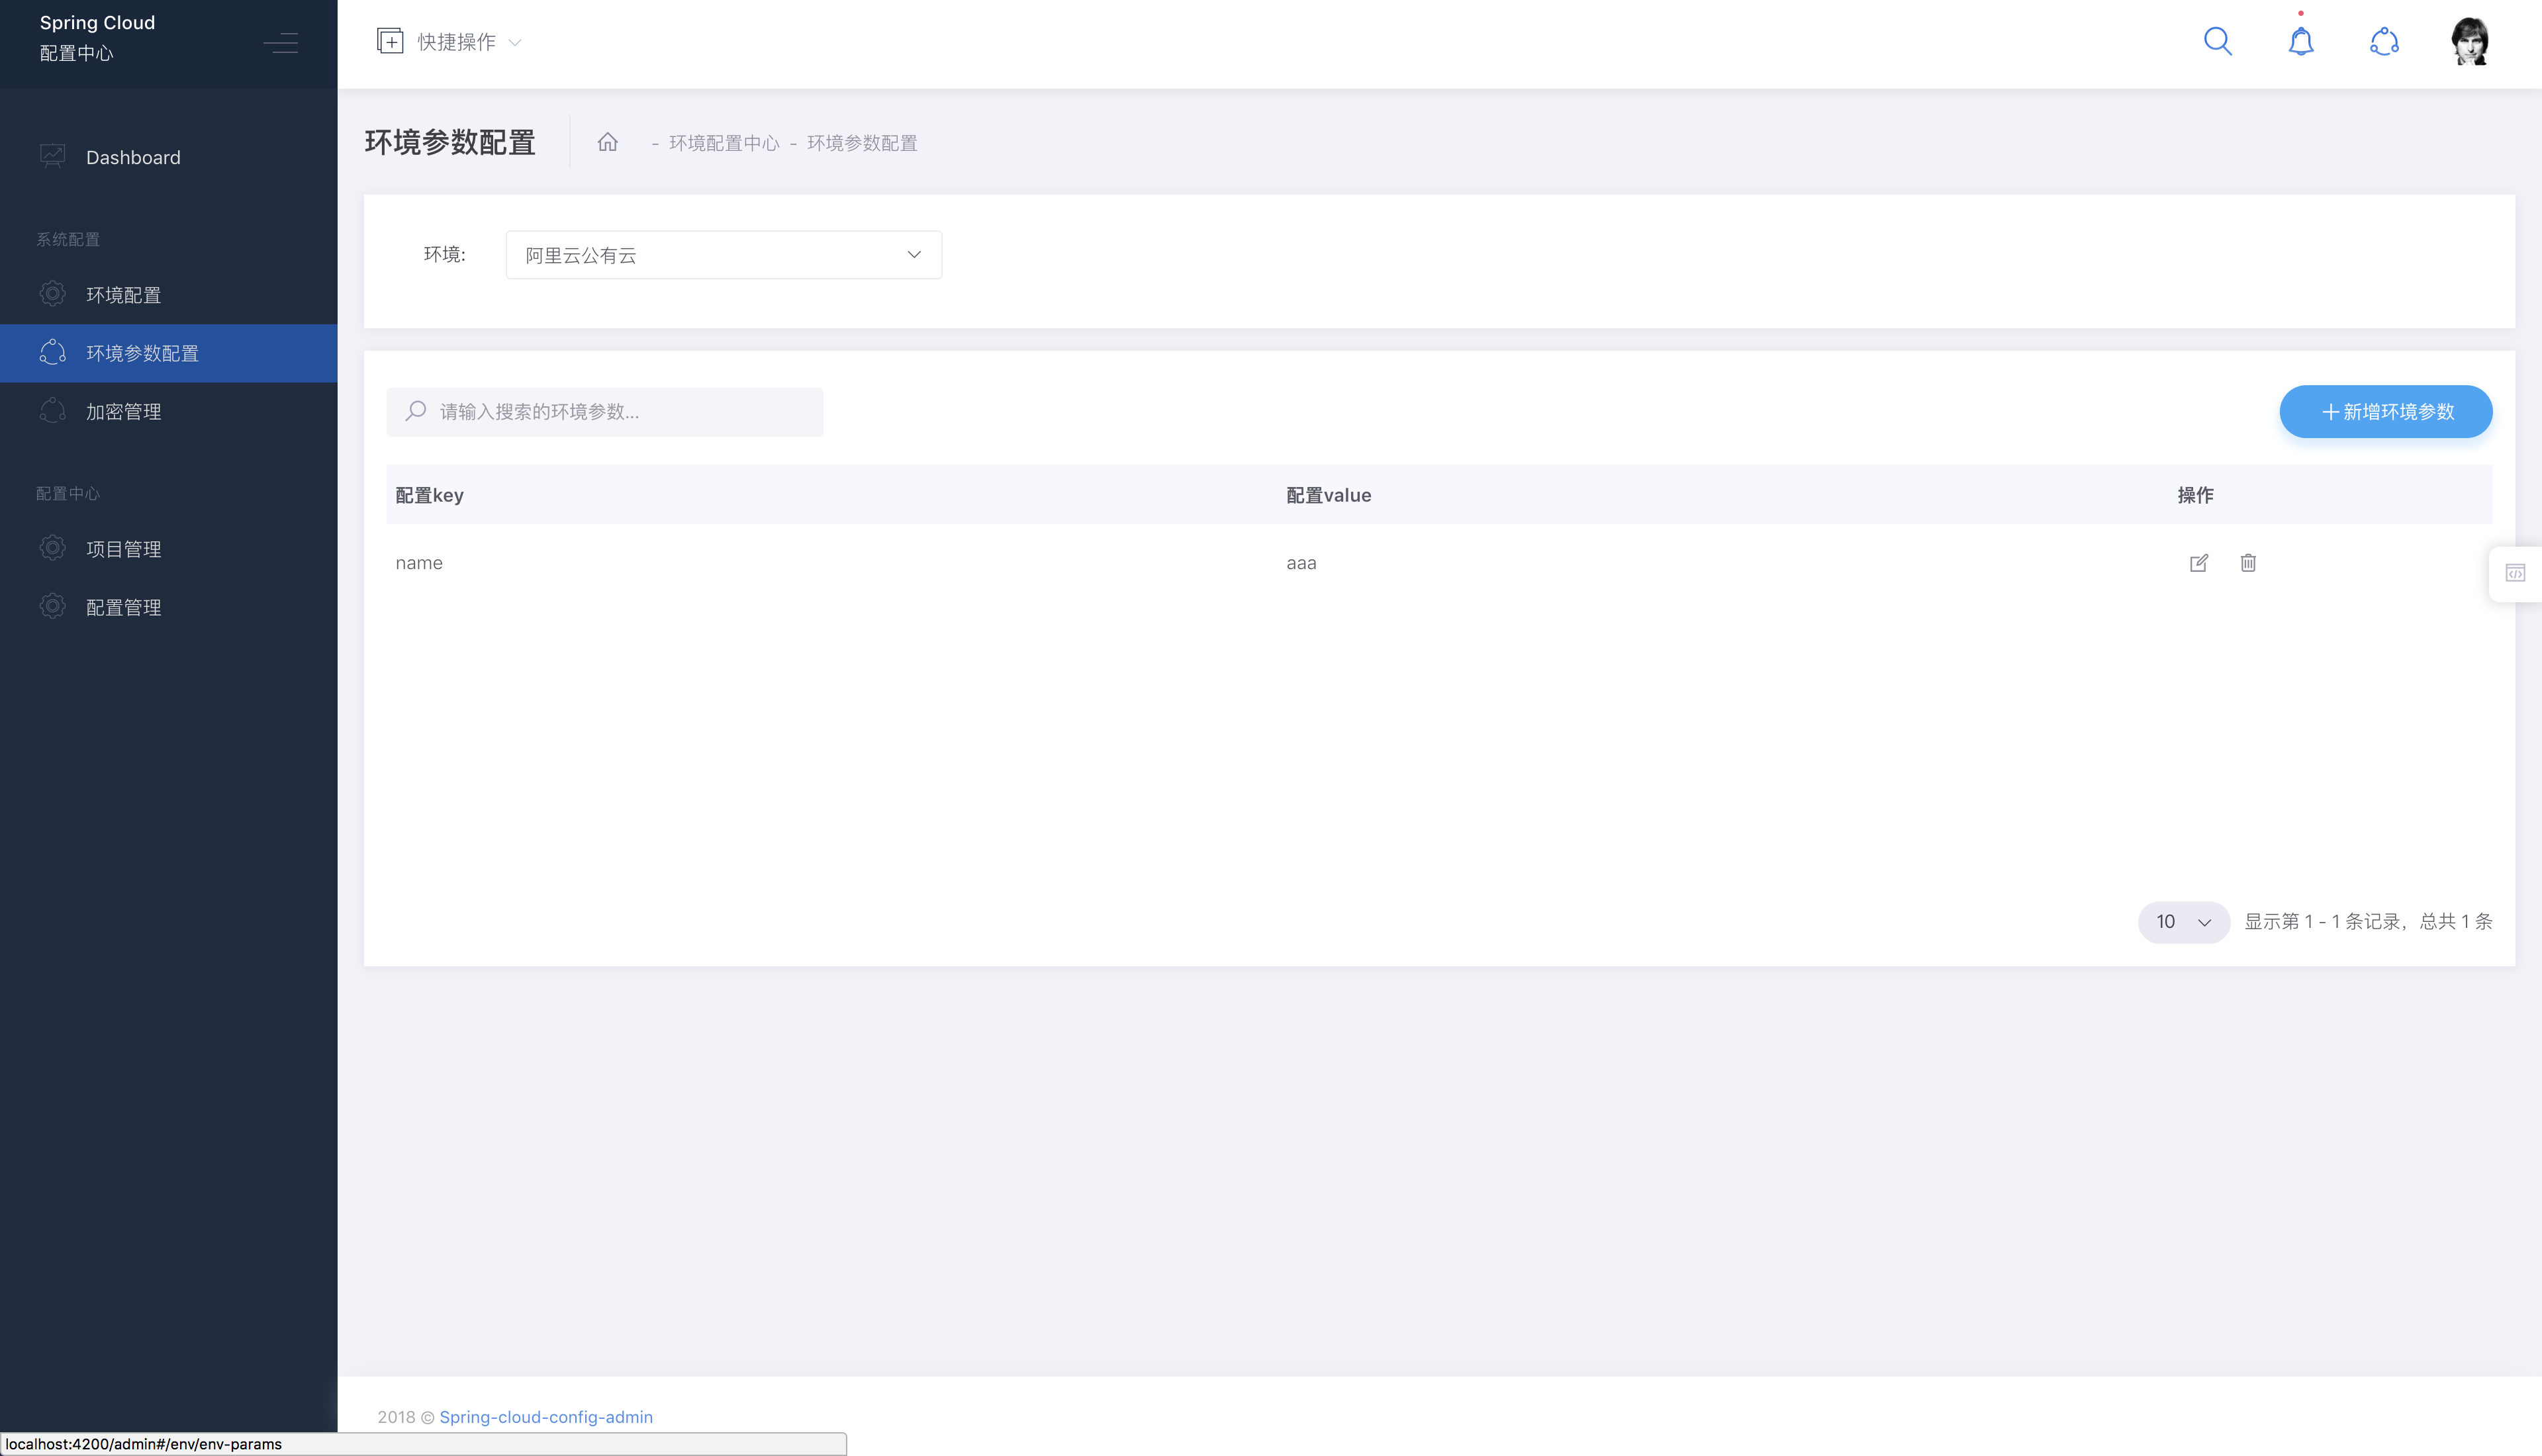 Spring Cloud
配置中心
快捷操作
Dashboard
系统配置
环境配置
环境参数配置
加密管理
配置中心
项目管理
配置管理
环境参数配置 - 环境配置中心 - 环境参数配置
环境: 阿里云公有云
请输入搜索的环境参数...
新增环境参数
配置key 配置value 操作
name aaa
10 显示第 1 - 1 条记录，总共 1 条
2018 © Spring-cloud-config-admin
localhost:4200/admin#/env/env-params